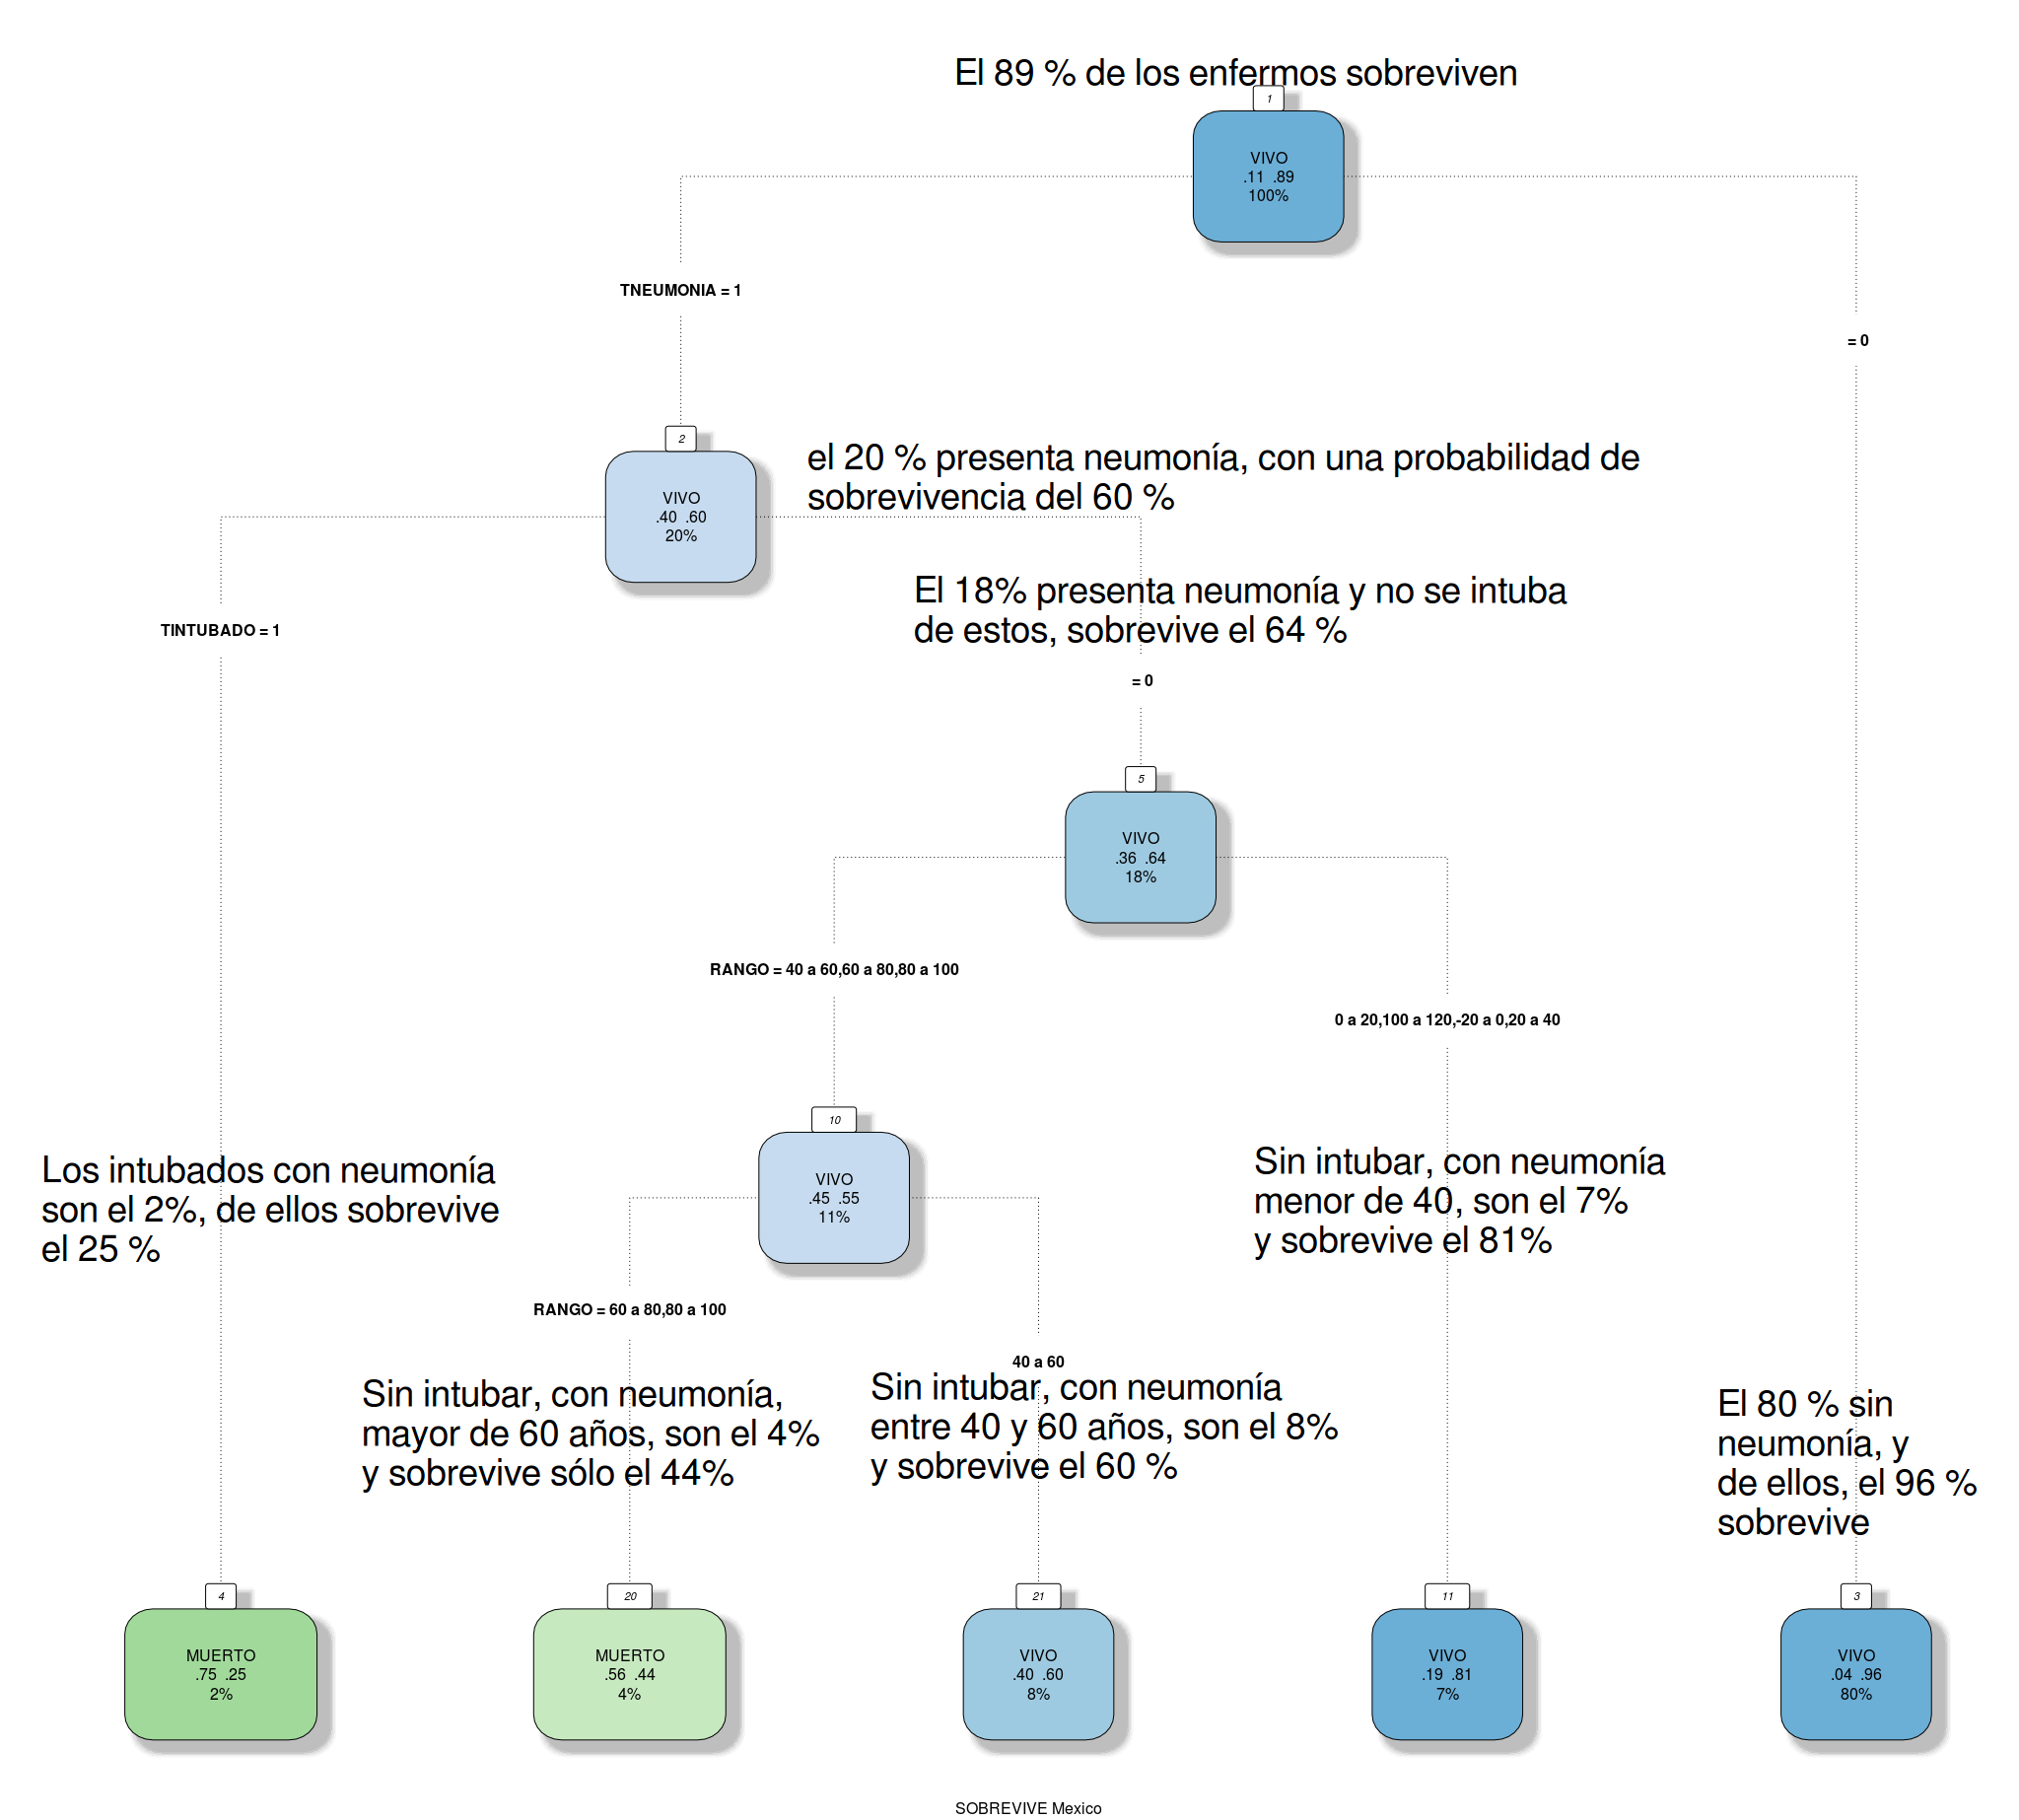 El 89 % de los enfermos sobreviven
1
VIVO
.11 .89
100%
TNEUMONIA = 1
= 0
2
VIVO
.40 .60
20%
el 20 % presenta neumonía, con una probabilidad de
sobrevivencia del 60 %
El 18% presenta neumonía y no se intuba
de estos, sobrevive el 64 %
TINTUBADO = 1
= 0
5
VIVO
.36 .64
18%
RANGO = 40 a 60,60 a 80,80 a 100
0 a 20,100 a 120,-20 a 0,20 a 40
10
VIVO
.45 .55
11%
Los intubados con neumonía
son el 2%, de ellos sobrevive
el 25 %
Sin intubar, con neumonía
menor de 40, son el 7%
y sobrevive el 81%
RANGO = 60 a 80,80 a 100
40 a 60
Sin intubar, con neumonía,
mayor de 60 años, son el 4%
y sobrevive sólo el 44%
Sin intubar, con neumonía
entre 40 y 60 años, son el 8%
y sobrevive el 60 %
El 80 % sin
neumonía, y
de ellos, el 96 %
sobrevive
4
MUERTO
.75 .25
2%
20
MUERTO
.56 .44
4%
21
VIVO
.40 .60
8%
11
VIVO
.19 .81
7%
3
VIVO
.04 .96
80%
SOBREVIVE Mexico